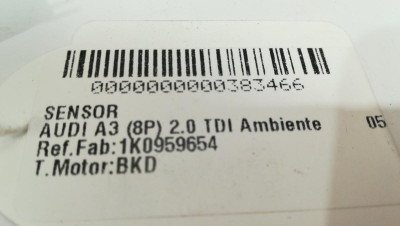 0000000000383466
SENSOR
AUDI A3 (8P) 2.0 TDI Ambiente 05
Ref.Fab:1K0959654
T.Motor:BKD